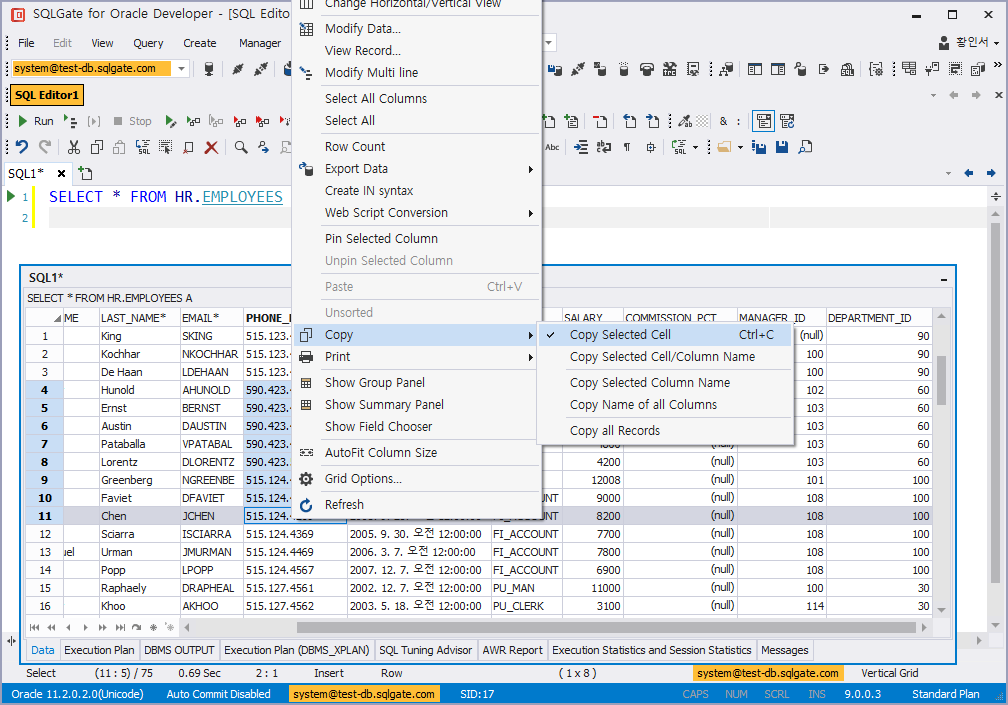 SQLGate for Oracle Developer - [SQL Edito
File Edit View Query Create Manager
황인서
system@test-db.sqlgate.com
SQL Editor1
Run Stop
Abc
&
SQL1*
1 SELECT * FROM HR.EMPLOYEES
2
Change Horizontal/Vertical View
Modify Data...
View Record...
Modify Multi line
Select All Columns
Select All
Row Count
Export Data
Create IN syntax
Web Script Conversion
Pin Selected Column
Unpin Selected Column
Paste Ctrl+V
Unsorted
Copy
Print
Show Group Panel
Show Summary Panel
Show Field Chooser
AutoFit Column Size
Grid Options...
Refresh
Copy Selected Cell Ctrl+C
Copy Selected Cell/Column Name
Copy Selected Column Name
Copy Name of all Columns
Copy all Records
SQL1*
SELECT * FROM HR.EMPLOYEES A
ME LAST_NAME* EMAIL* PHONE_ SALARY COMMISSION_PCT MANAGER_ID DEPARTMENT_ID
1 King SKING 515.123. (null) 90
2 Kochhar NKOCHHAR 515.123. 100 90
3 De Haan LDEHAAN 515.123. 100 90
4 Hunold AHUNOLD 590.423. 102 60
5 Ernst BERNST 590.423. 103 60
6 Austin DAUSTIN 590.423. 103 60
7 Pataballa VPATABAL 590.423. (null) 103 60
8 Lorentz DLORENTZ 590.423. 4200 (null) 103 60
9 Greenberg NGREENBE 515.124. 12008 (null) 101 100
10 Faviet DFAVIET 515.124. COUNT 9000 (null) 108 100
11 Chen JCHEN 515.124. 8200 (null) 108 100
12 Sciarra ISCIARRA 515.124.4369 2005. 9. 30. 오전 12:00:00 FI_ACCOUNT 7700 (null) 108 100
13 uel Urman JMURMAN 515.124.4469 2006. 3. 7. 오전 12:00:00 FI_ACCOUNT 7800 (null) 108 100
14 Popp LPOPP 515.124.4567 2007. 12. 7. 오전 12:00:00 FI_ACCOUNT 6900 (null) 108 100
15 Raphaely DRAPHEAL 515.127.4561 2002. 12. 7. 오전 12:00:00 PU_MAN 11000 (null) 100 30
16 Khoo AKHOO 515.127.4562 2003. 5. 18. 오전 12:00:00 PU_CLERK 3100 (null) 114 30
Data Execution Plan DBMS OUTPUT Execution Plan (DBMS_XPLAN) SQL Tuning Advisor AWR Report Execution Statistics and Session Statistics Messages
Select (11 : 5) / 75 0.69 Sec 2 : 1 Insert Row ( 1 x 8 ) system@test-db.sqlgate.com Vertical Grid
Oracle 11.2.0.2.0(Unicode) Auto Commit Disabled system@test-db.sqlgate.com SID:17 CAPS NUM SCRL INS 9.0.0.3 Standard Plan